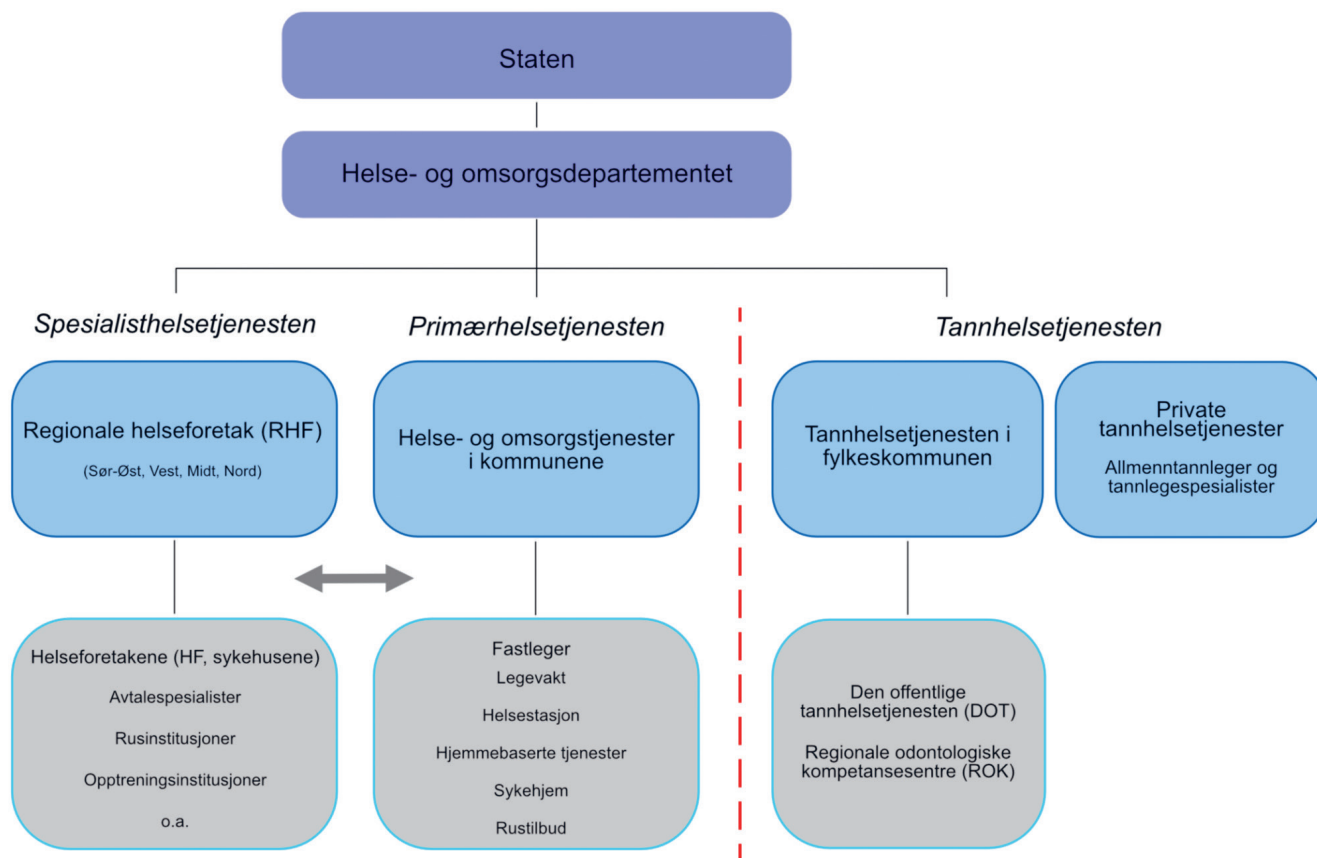 Staten
Helse- og omsorgsdepartementet
Spesialisthelsetjenesten
Primærhelsetjenesten
Tannhelsetjenesten
Regionale helseforetak (RHF)
(Sør-Øst, Vest, Midt, Nord)
Helse- og omsorgstjenester
i kommunene
Tannhelsetjenesten i
fylkeskommunen
Private
tannhelsetjenester
Allmenntannleger og
tannlegespesialister
Helseforetakene (HF, sykehusene)
Avtalespesialister
Rusinstitusjoner
Opptreningsinstitusjoner
o.a.
Fastleger
Legevakt
Helsestasjon
Hjemmebaserte tjenester
Sykehjem
Rustilbud
Den offentlige
tannhelsetjenesten (DOT)
Regionale odontologiske
kompetansesentre (ROK)